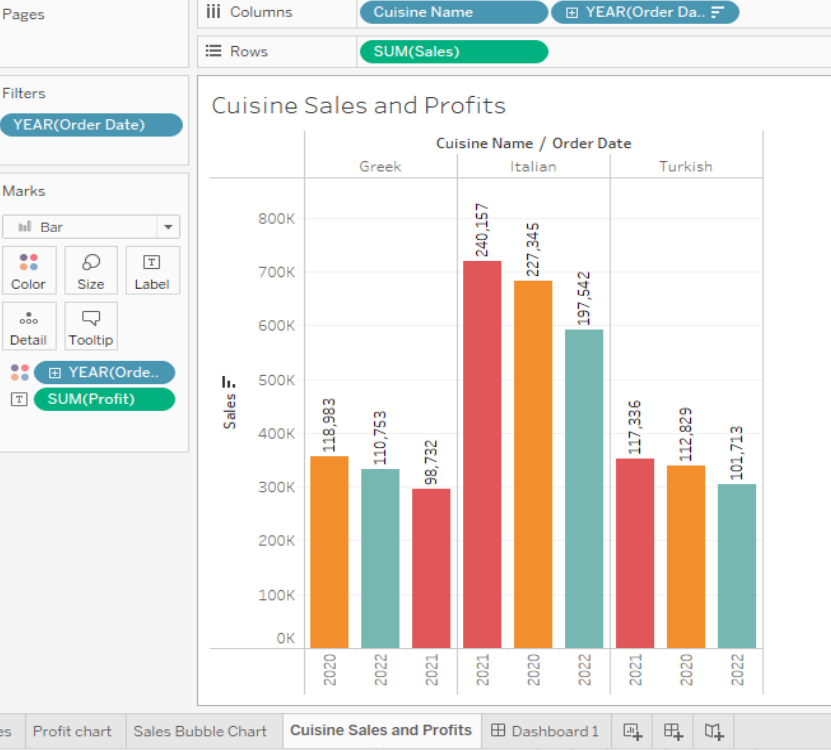 Pages
Columns
Cuisine Name
YEAR(Order Da..
Rows
SUM(Sales)
Filters
YEAR(Order Date)
Marks
Bar
Color
Size
Label
Detail
Tooltip
YEAR(Orde..
SUM(Profit)
Cuisine Sales and Profits
Cuisine Name / Order Date
Greek
Italian
Turkish
Sales
800K
700K
600K
500K
400K
300K
200K
100K
0K
118,983
110,753
98,732
240,157
227,345
197,542
117,336
112,829
101,713
2020
2022
2021
2021
2020
2022
2021
2020
2022
es
Profit chart
Sales Bubble Chart
Cuisine Sales and Profits
Dashboard 1